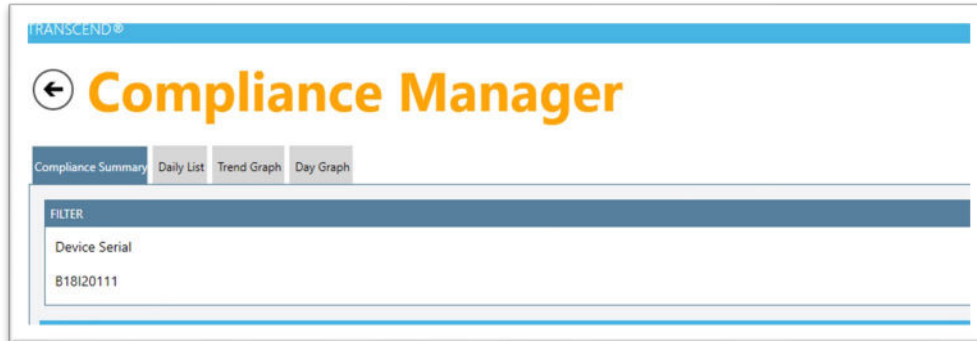 TRANSCEND®
Compliance Manager
Compliance Summary Daily List Trend Graph Day Graph
FILTER
Device Serial
B18I20111